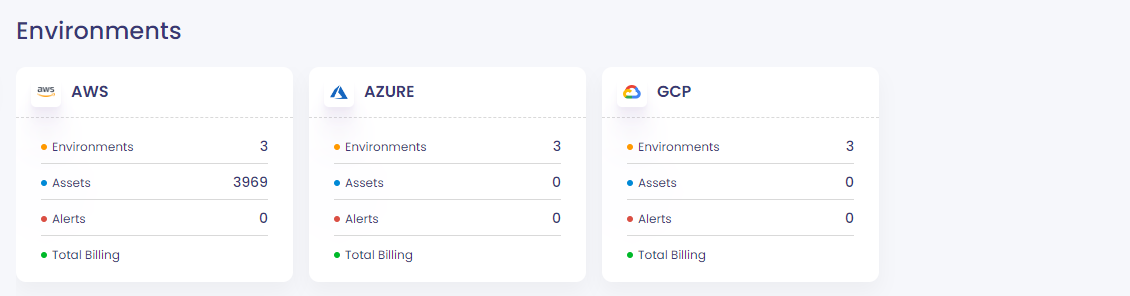 Environments
aws AWS
AZURE
GCP
Environments 3
Assets 3969
Alerts 0
Total Billing
Environments 3
Assets 0
Alerts 0
Total Billing
Environments 3
Assets 0
Alerts 0
Total Billing